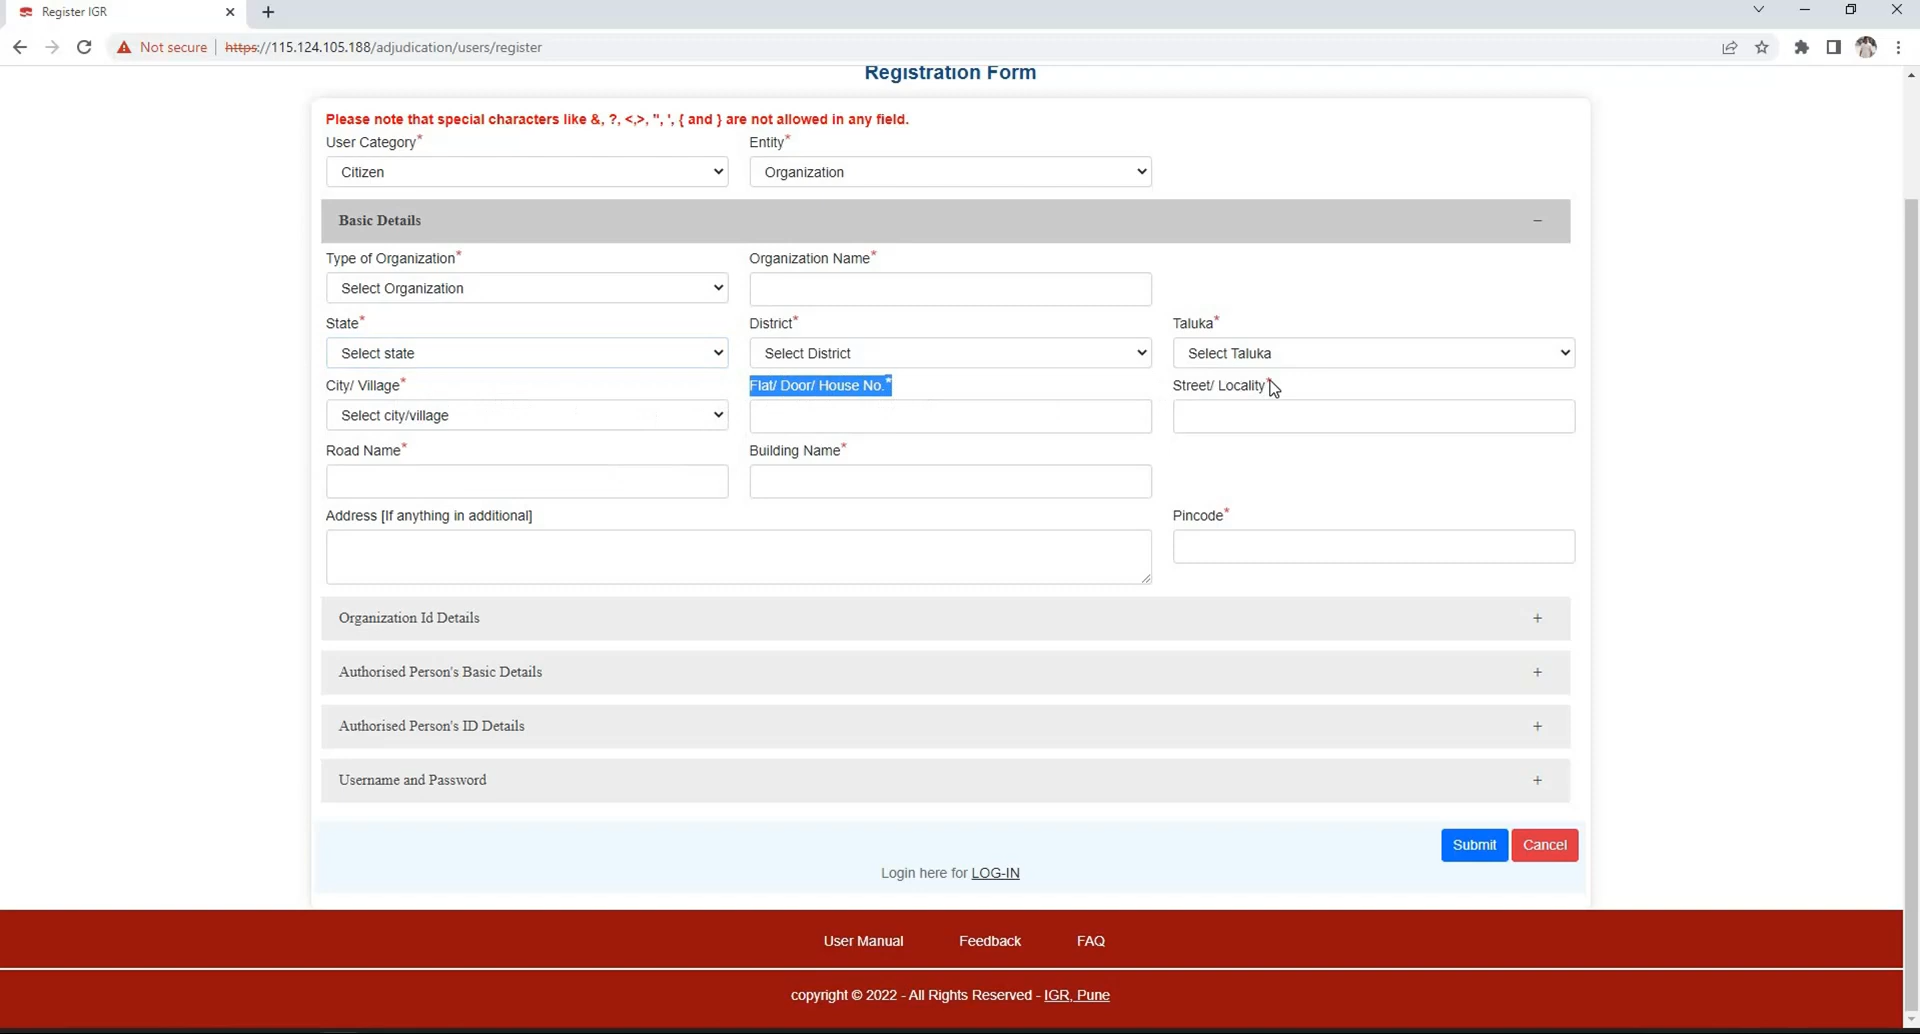 Register IGR
Not secure
https://115.124.105.188/adjudication/users/register
Registration Form
Please note that special characters like &, ?, <,>, ", ', { and } are not allowed in any field.
User Category* Entity*
Citizen Organization
Basic Details −
Type of Organization* Organization Name*
Select Organization
State* District* Taluka*
Select state Select District Select Taluka
City/ Village* Flat/ Door/ House No.* Street/ Locality*
Select city/village
Road Name* Building Name*
Address [If anything in additional] Pincode*
Organization Id Details +
Authorised Person's Basic Details +
Authorised Person's ID Details +
Username and Password +
Submit Cancel
Login here for LOG-IN
User Manual Feedback FAQ
copyright © 2022 - All Rights Reserved - IGR, Pune